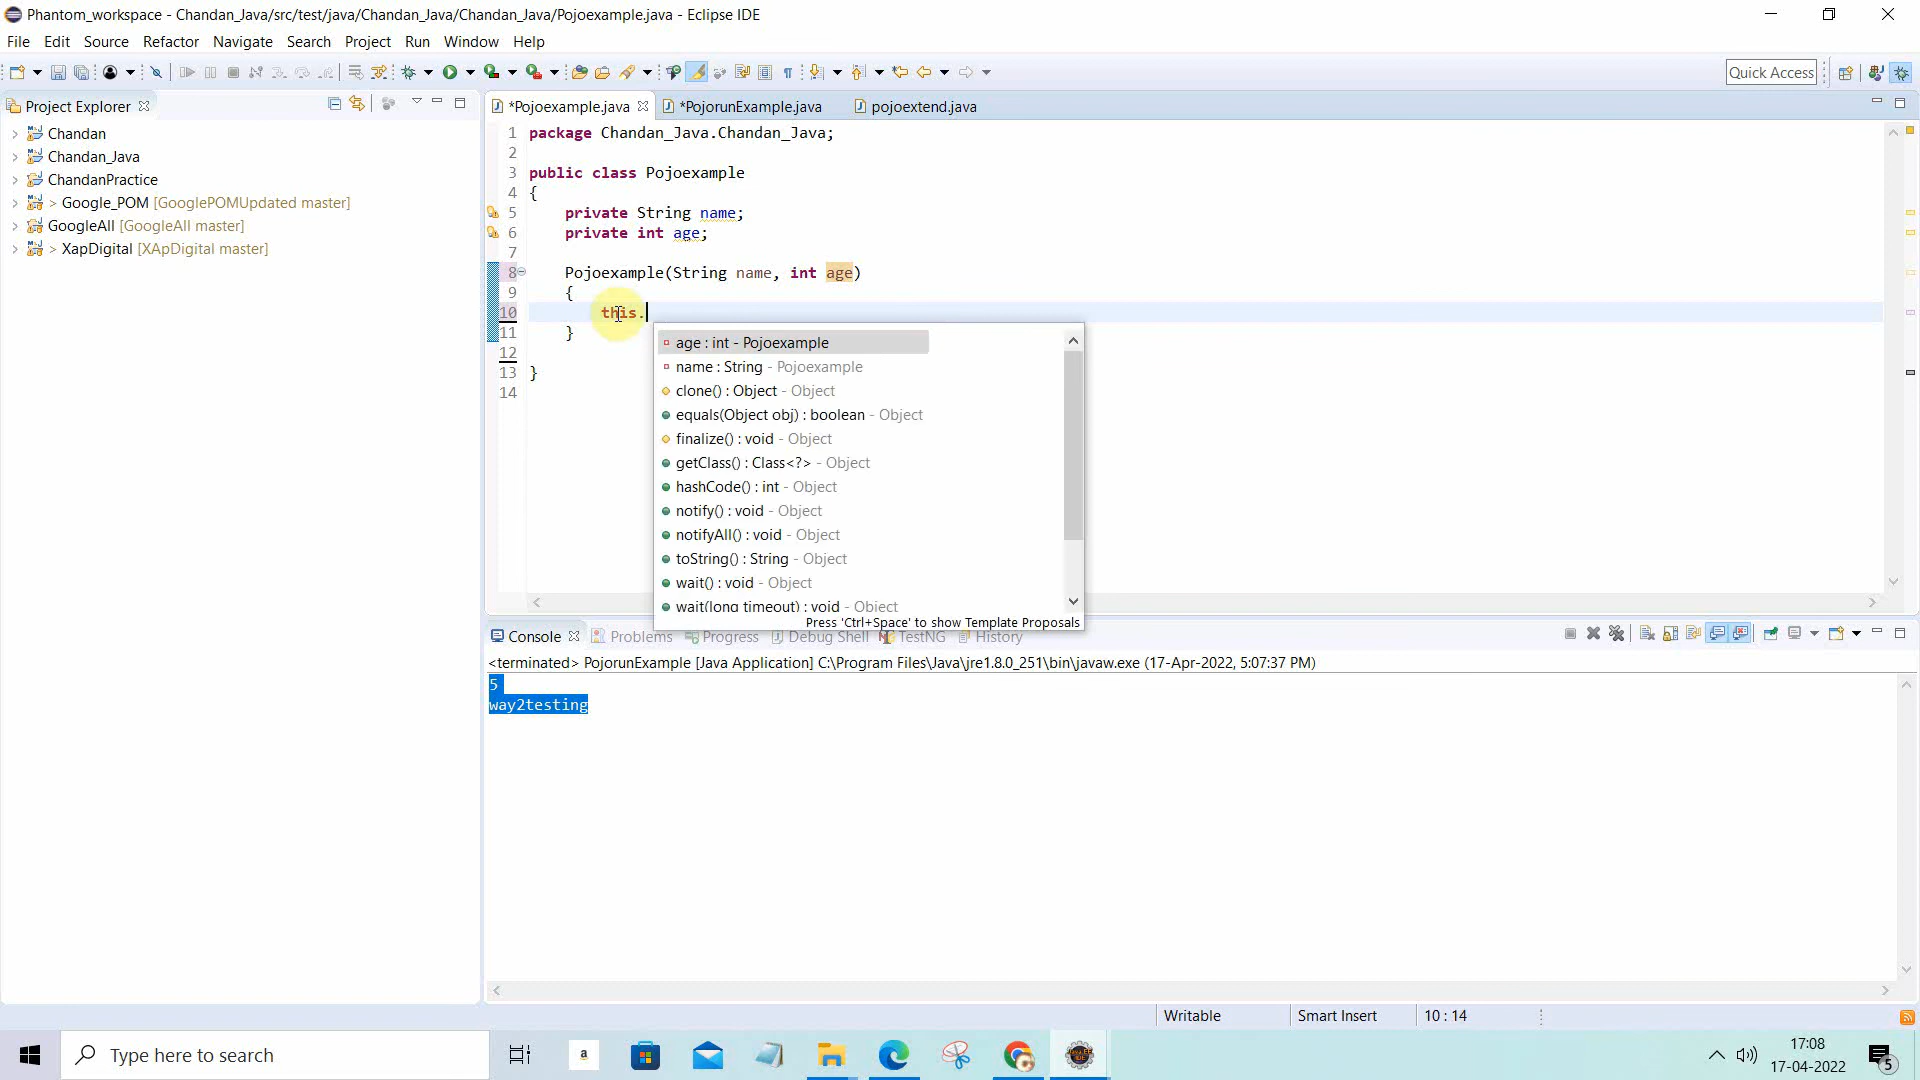 Phantom_workspace - Chandan_Java/src/test/java/Chandan_Java/Chandan_Java/Pojoexample.java - Eclipse IDE
File Edit Source Refactor Navigate Search Project Run Window Help
Quick Access
Project Explorer
*Pojoexample.java *PojorunExample.java pojoextend.java
Chandan
Chandan_Java
ChandanPractice
> Google_POM [GooglePOMUpdated master]
GoogleAll [GoogleAll master]
> XapDigital [XApDigital master]
1 package Chandan_Java.Chandan_Java;
2
3 public class Pojoexample
4 {
5 private String name;
6 private int age;
7
8 Pojoexample(String name, int age)
9 {
10 this.
11 }
12
13 }
14
age : int - Pojoexample
name : String - Pojoexample
clone() : Object - Object
equals(Object obj) : boolean - Object
finalize() : void - Object
getClass() : Class<?> - Object
hashCode() : int - Object
notify() : void - Object
notifyAll() : void - Object
toString() : String - Object
wait() : void - Object
wait(long timeout) : void - Object
Press 'Ctrl+Space' to show Template Proposals
Console Problems Progress Debug Shell TestNG History
<terminated> PojorunExample [Java Application] C:\Program Files\Java\jre1.8.0_251\bin\javaw.exe (17-Apr-2022, 5:07:37 PM)
5
way2testing
Writable Smart Insert 10 : 14
Type here to search
a
17:08
17-04-2022
5